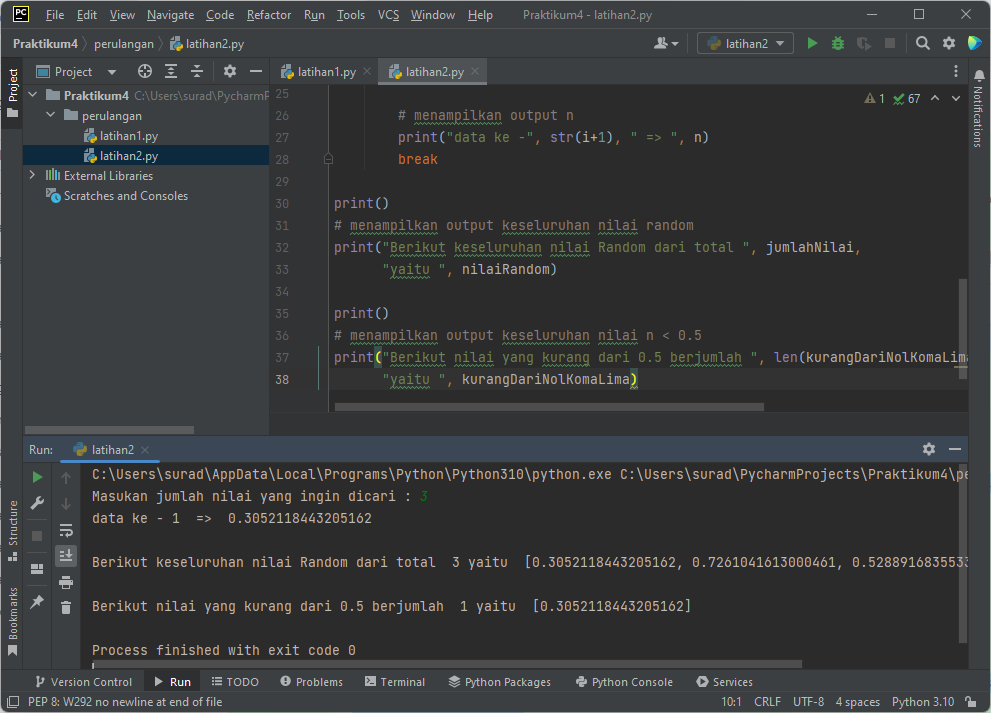 PC File Edit View Navigate Code Refactor Run Tools VCS Window Help Praktikum4 - latihan2.py
Praktikum4 perulangan latihan2.py latihan2
Project
Project
latihan1.py latihan2.py
Notifications
Praktikum4 C:\Users\surad\PycharmP
perulangan
latihan1.py
latihan2.py
External Libraries
Scratches and Consoles
1 67
25
26 # menampilkan output n
27 print("data ke -", str(i+1), " => ", n)
28 break
29
30 print()
31 # menampilkan output keseluruhan nilai random
32 print("Berikut keseluruhan nilai Random dari total ", jumlahNilai,
33 "yaitu ", nilaiRandom)
34
35 print()
36 # menampilkan output keseluruhan nilai n < 0.5
37 print("Berikut nilai yang kurang dari 0.5 berjumlah ", len(kurangDariNolKomaLima
38 "yaitu ", kurangDariNolKomaLima)
Run: latihan2
Structure
Bookmarks
C:\Users\surad\AppData\Local\Programs\Python\Python310\python.exe C:\Users\surad\PycharmProjects\Praktikum4\pe
Masukan jumlah nilai yang ingin dicari : 3
data ke - 1  =>  0.3052118443205162
Berikut keseluruhan nilai Random dari total  3 yaitu  [0.3052118443205162, 0.7261041613000461, 0.5288916835533
Berikut nilai yang kurang dari 0.5 berjumlah  1 yaitu  [0.3052118443205162]
Process finished with exit code 0
Version Control Run TODO Problems Terminal Python Packages Python Console Services
PEP 8: W292 no newline at end of file 10:1 CRLF UTF-8 4 spaces Python 3.10